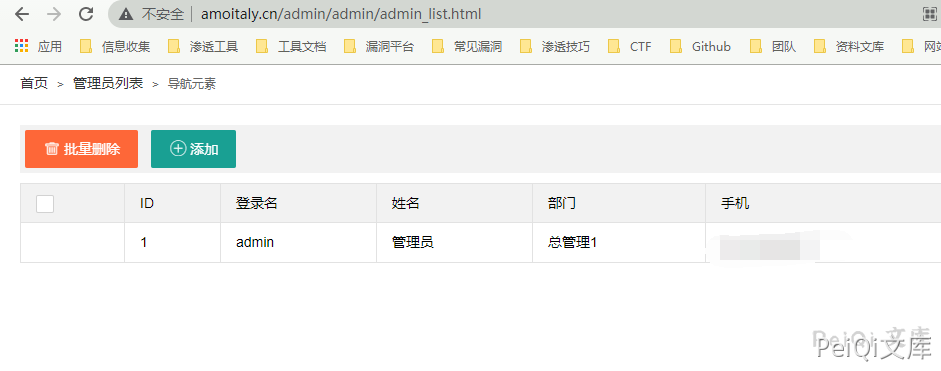 不安全 amoitaly.cn/admin/admin/admin_list.html
应用 信息收集 渗透工具 工具文档 漏洞平台 常见漏洞 渗透技巧 CTF Github 团队 资料文库 网站
首页 > 管理员列表 > 导航元素
批量删除 添加
ID 登录名 姓名 部门 手机
1 admin 管理员 总管理1
PeiQi 文库
PeiQi文库